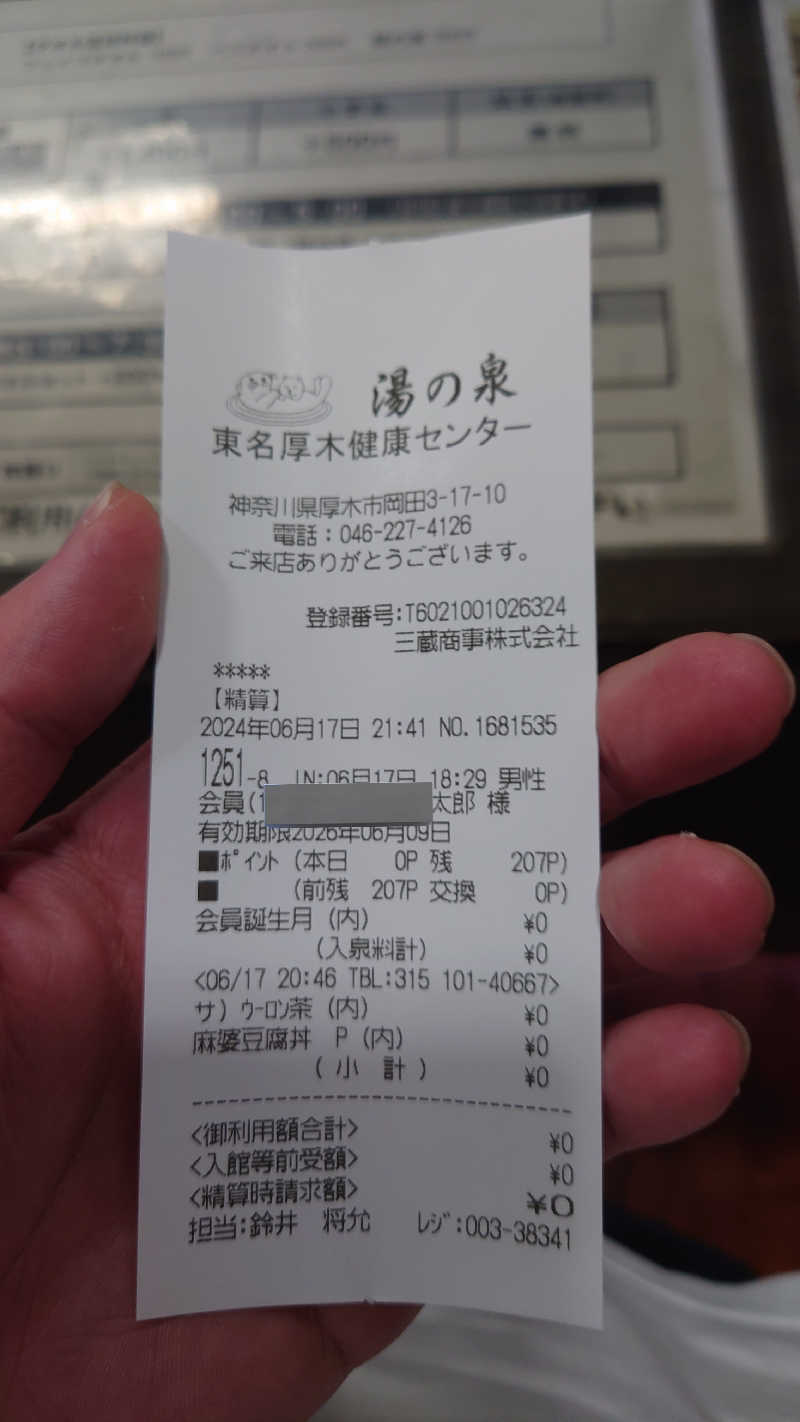 湯の泉
東名厚木健康センター
神奈川県厚木市岡田3-17-10
電話：046-227-4126
ご来店ありがとうございます。
登録番号:T6021001026324
三蔵商事株式会社
*****
【精算】
2024年06月17日 21:41 NO.1681535
1251-8 IN:06月17日 18:29 男性
会員(1 太郎 様
有効期限2026年06月09日
■ﾎﾟｲﾝﾄ (本日 0P 残 207P)
■ (前残 207P 交換 0P)
会員誕生月 (内) ¥0
(入泉料計) ¥0
<06/17 20:46 TBL:315 101-40667>
サ) ｳｰﾛﾝ茶 (内) ¥0
麻婆豆腐丼 P (内) ¥0
( 小 計 ) ¥0
<御利用額合計> ¥0
<入館等前受額> ¥0
<精算時請求額> ¥0
担当:鈴井 将允 ﾚｼﾞ:003-38341